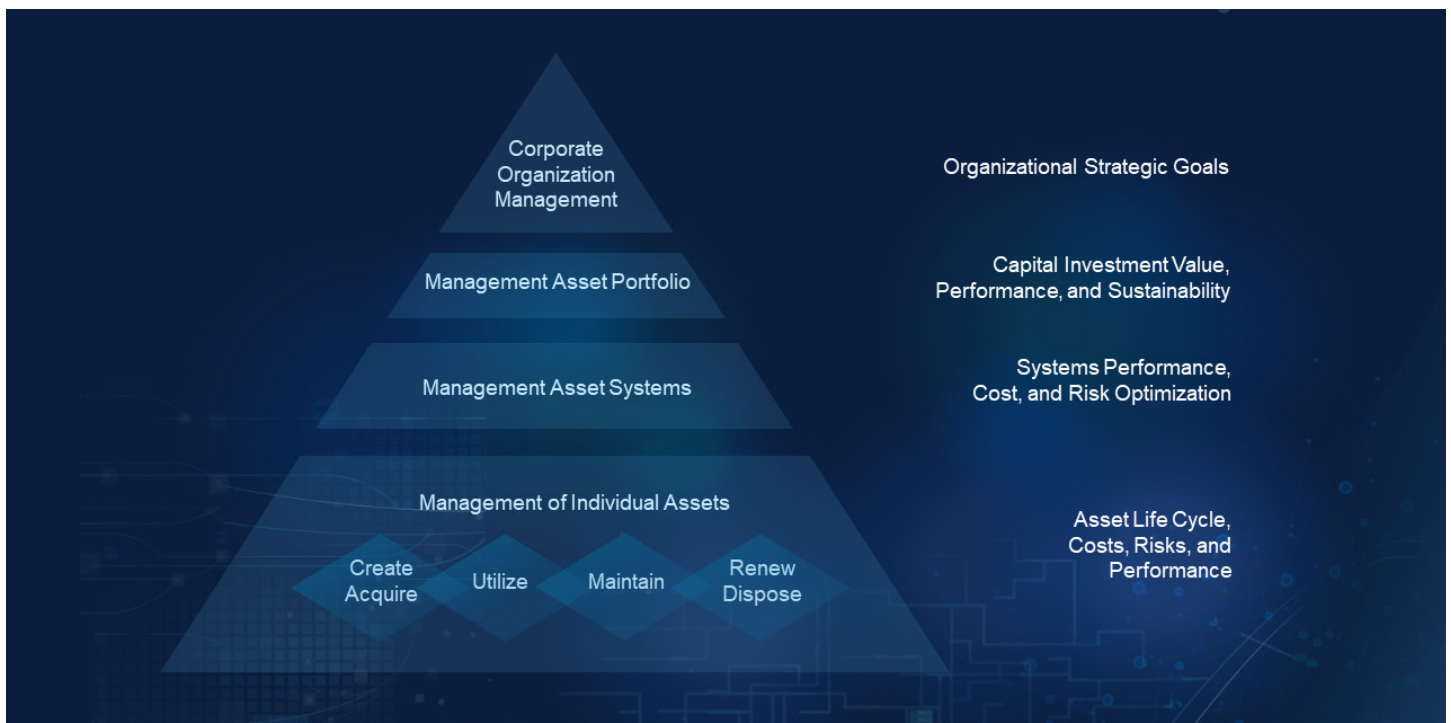 Corporate
Organization
Management
Organizational Strategic Goals
Management Asset Portfolio
Capital Investment Value,
Performance, and Sustainability
Management Asset Systems
Systems Performance,
Cost, and Risk Optimization
Management of Individual Assets
Create
Acquire
Utilize
Maintain
Renew
Dispose
Asset Life Cycle,
Costs, Risks, and
Performance